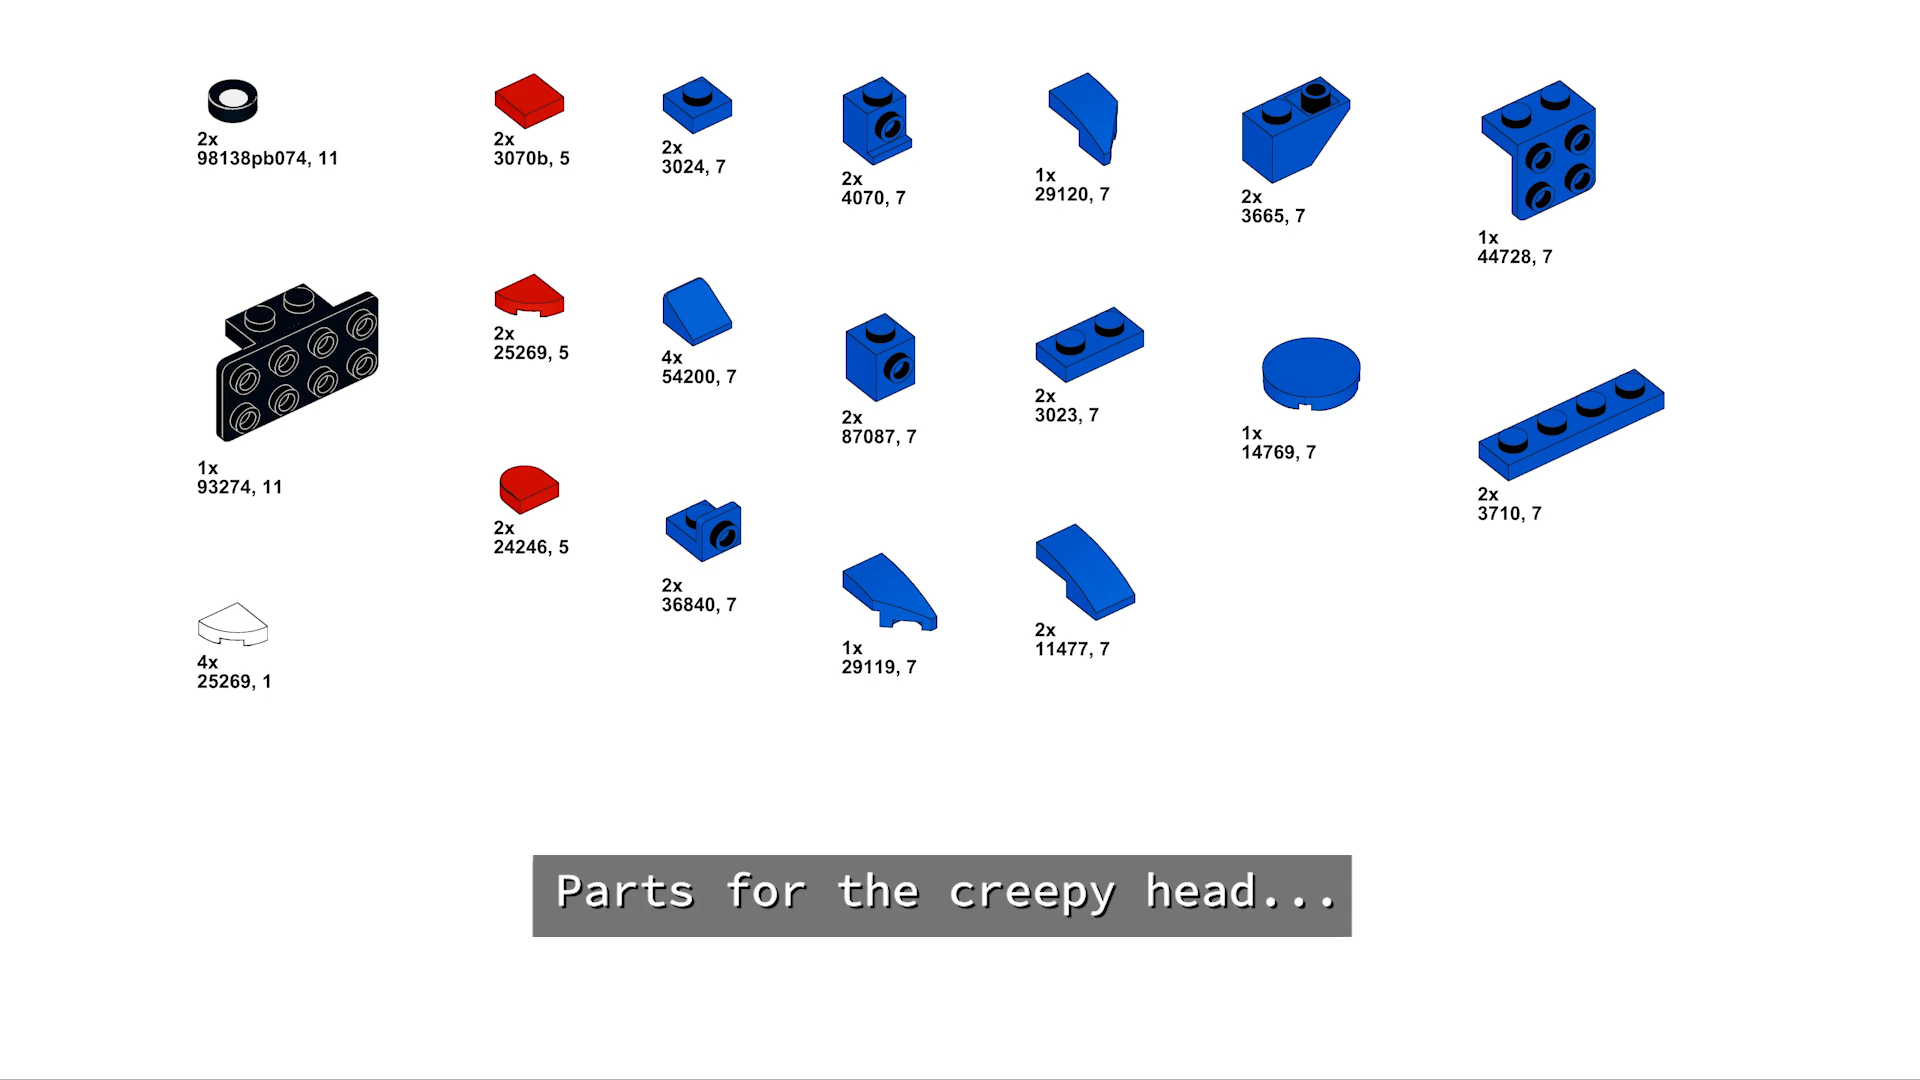 2x
98138pb074, 11
2x
3070b, 5
2x
3024, 7
2x
4070, 7
1x
29120, 7
2x
3665, 7
1x
44728, 7
1x
93274, 11
2x
25269, 5
4x
54200, 7
2x
87087, 7
2x
3023, 7
1x
14769, 7
2x
3710, 7
4x
25269, 1
2x
24246, 5
2x
36840, 7
1x
29119, 7
2x
11477, 7
Parts for the creepy head...